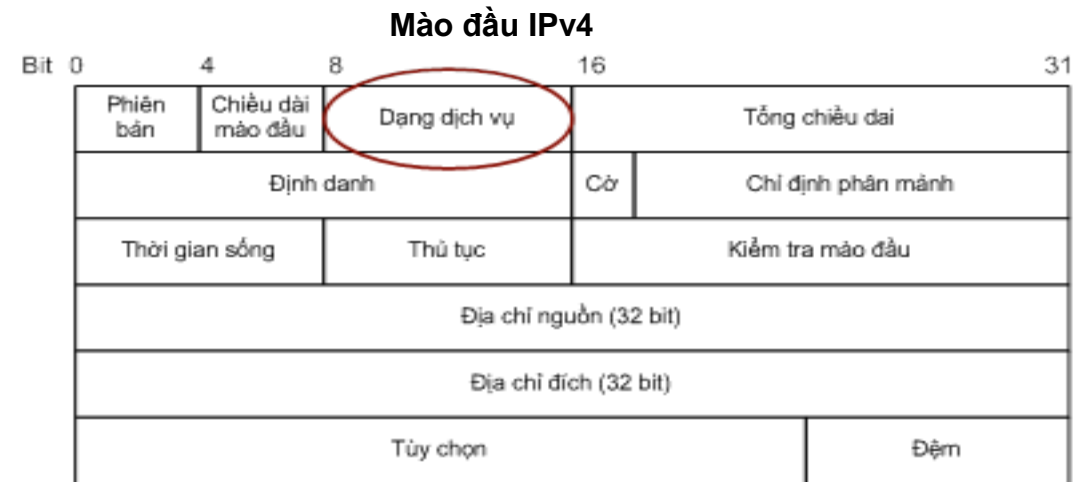 Mào đầu IPv4
Bit 0 4 8 16 31
Phiên bản Chiều dài mào đầu Dạng dịch vụ Tổng chiều dai
Định danh Cờ Chỉ định phân mảnh
Thời gian sống Thủ tục Kiểm tra mào đầu
Địa chỉ nguồn (32 bit)
Địa chỉ đích (32 bit)
Tùy chọn Đệm